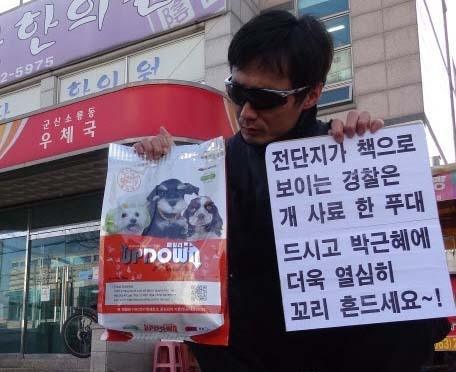 한의원
2-5975
한의원
군산소룡동
우체국
UPDOWN
전단지가 책으로
보이는 경찰은
개 사료 한 푸대
드시고 박근혜에
더욱 열심히
꼬리 흔드세요~!
UPDOWN